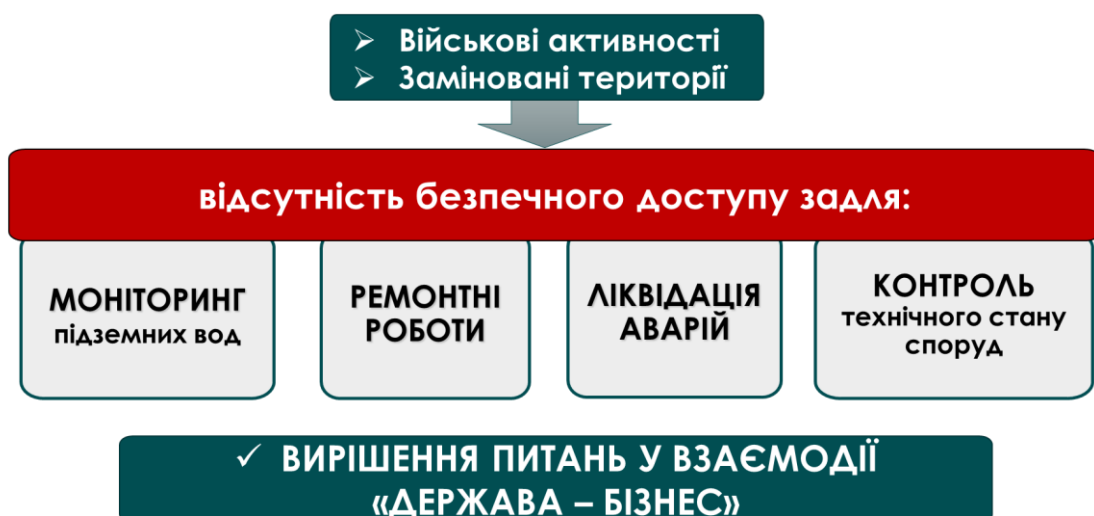 ➢ Військові активності
➢ Заміновані території
відсутність безпечного доступу задля:
МОНІТОРИНГ
підземних вод
РЕМОНТНІ
РОБОТИ
ЛІКВІДАЦІЯ
АВАРІЙ
КОНТРОЛЬ
технічного стану
споруд
✓ ВИРІШЕННЯ ПИТАНЬ У ВЗАЄМОДІЇ
«ДЕРЖАВА – БІЗНЕС»